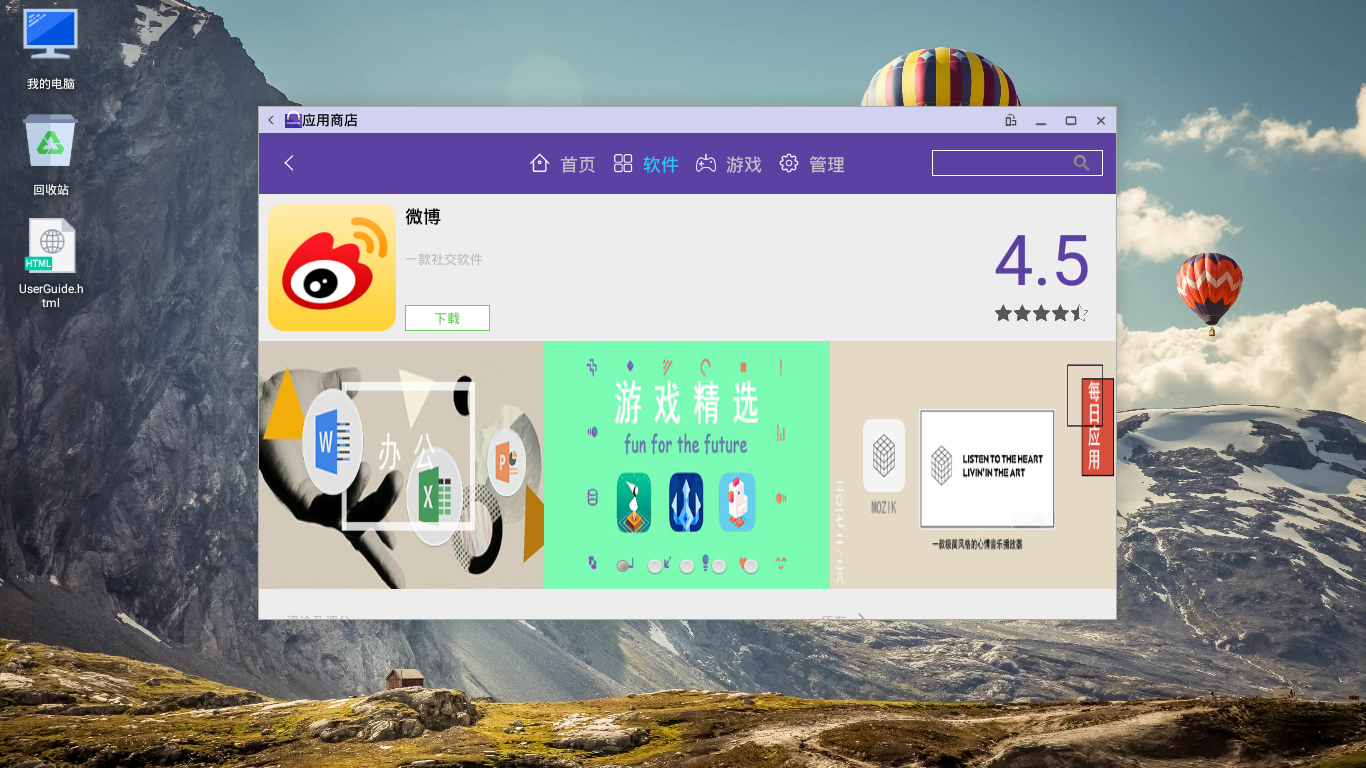 我的电脑
回收站
HTML
UserGuide.h
tml
应用商店
首页
软件
游戏
管理
微博
一款社交软件
下载
4.5
办公
W
X
P
游戏精选
fun for the future
MOZIK
LISTEN TO THE HEART
LIVIN'IN THE ART
一款极简风格的心情音乐播放器
每日应用